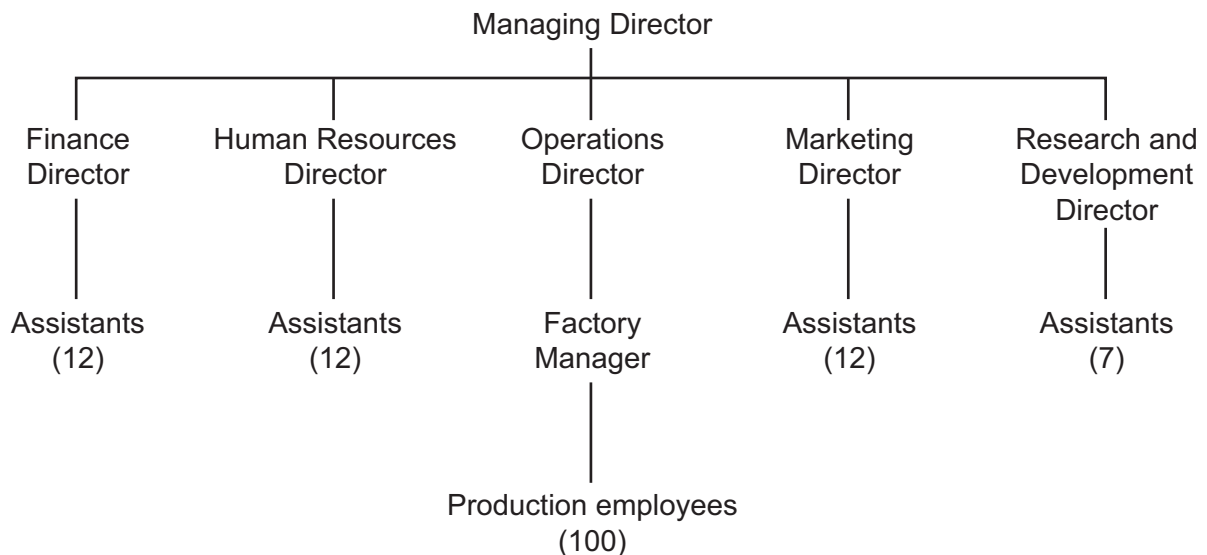 Managing Director
Finance
Director
Human Resources
Director
Operations
Director
Marketing
Director
Research and
Development
Director
Assistants
(12)
Assistants
(12)
Factory
Manager
Assistants
(12)
Assistants
(7)
Production employees
(100)